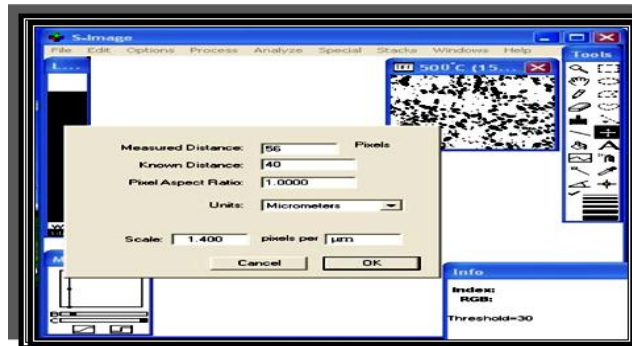 S-Image
File Edit Options Process Analyze Special Stacks Windows Help
Tools
L...
500°C (15...
Measured Distance: 56 Pixels
Known Distance: 40
Pixel Aspect Ratio: 1.0000
Units: Micrometers
Scale: 1.400 pixels per µm
Cancel OK
M
Info
Index:
RGB:
Threshold=30